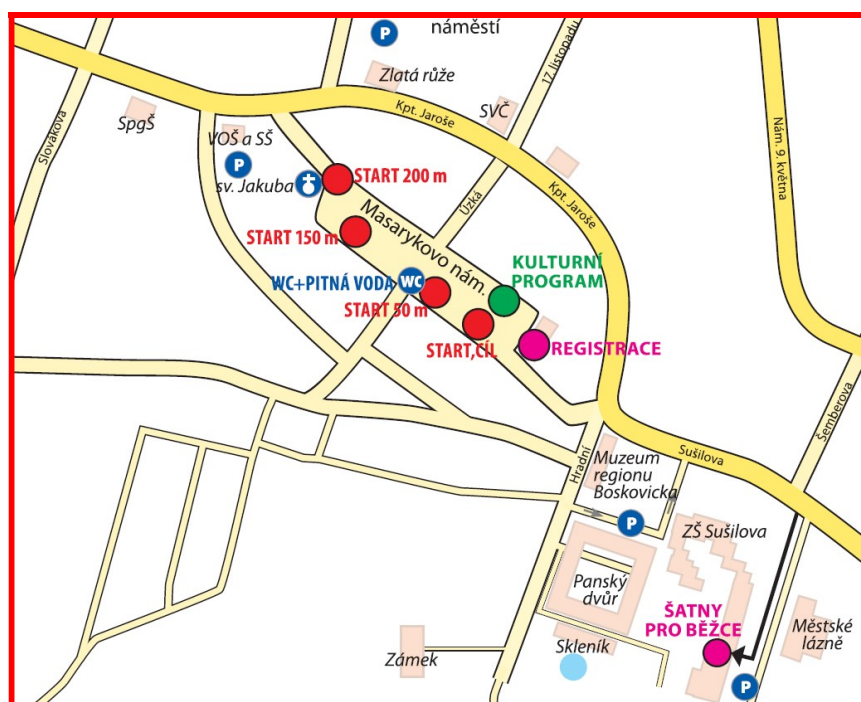 P
náměstí
Zlatá růže
17. listopadu
Slovákova
SpgŠ
SVČ
Kpt. Jaroše
VOŠ a SŠ
P
Nám. 9. května
sv. Jakuba
START 200 m
Úzká
Kpt. Jaroše
Masarykovo nám.
START 150 m
KULTURNÍ
PROGRAM
WC+PITNÁ VODA
WC
START 50 m
START,CÍL
REGISTRACE
Šemberova
Hradní
Sušilova
Muzeum
regionu
Boskovicka
P
ZŠ Sušilova
Panský
dvůr
ŠATNY
PRO BĚŽCE
Městské
lázně
Zámek
Skleník
P